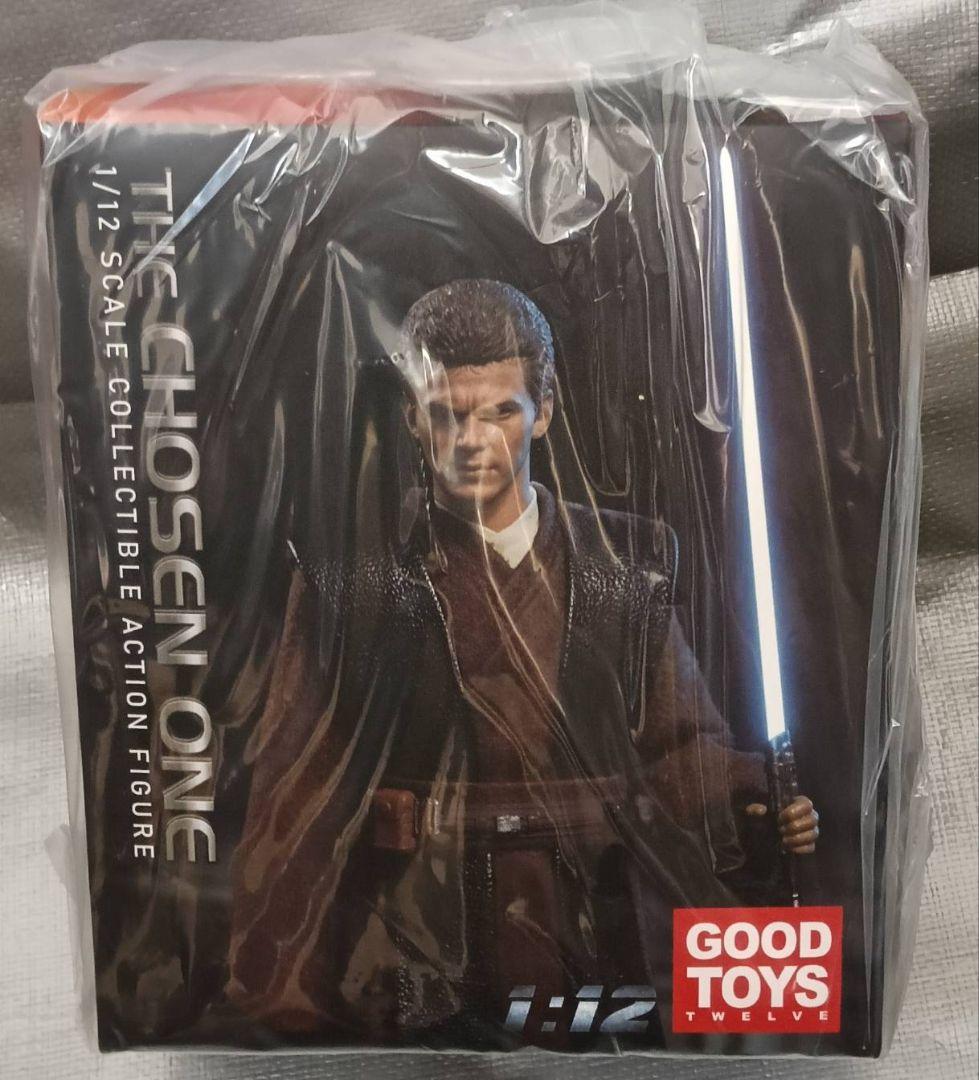 THE CHOSEN ONE
1/12 SCALE COLLECTIBLE ACTION FIGURE
1:12
GOOD
TOYS
TWELVE